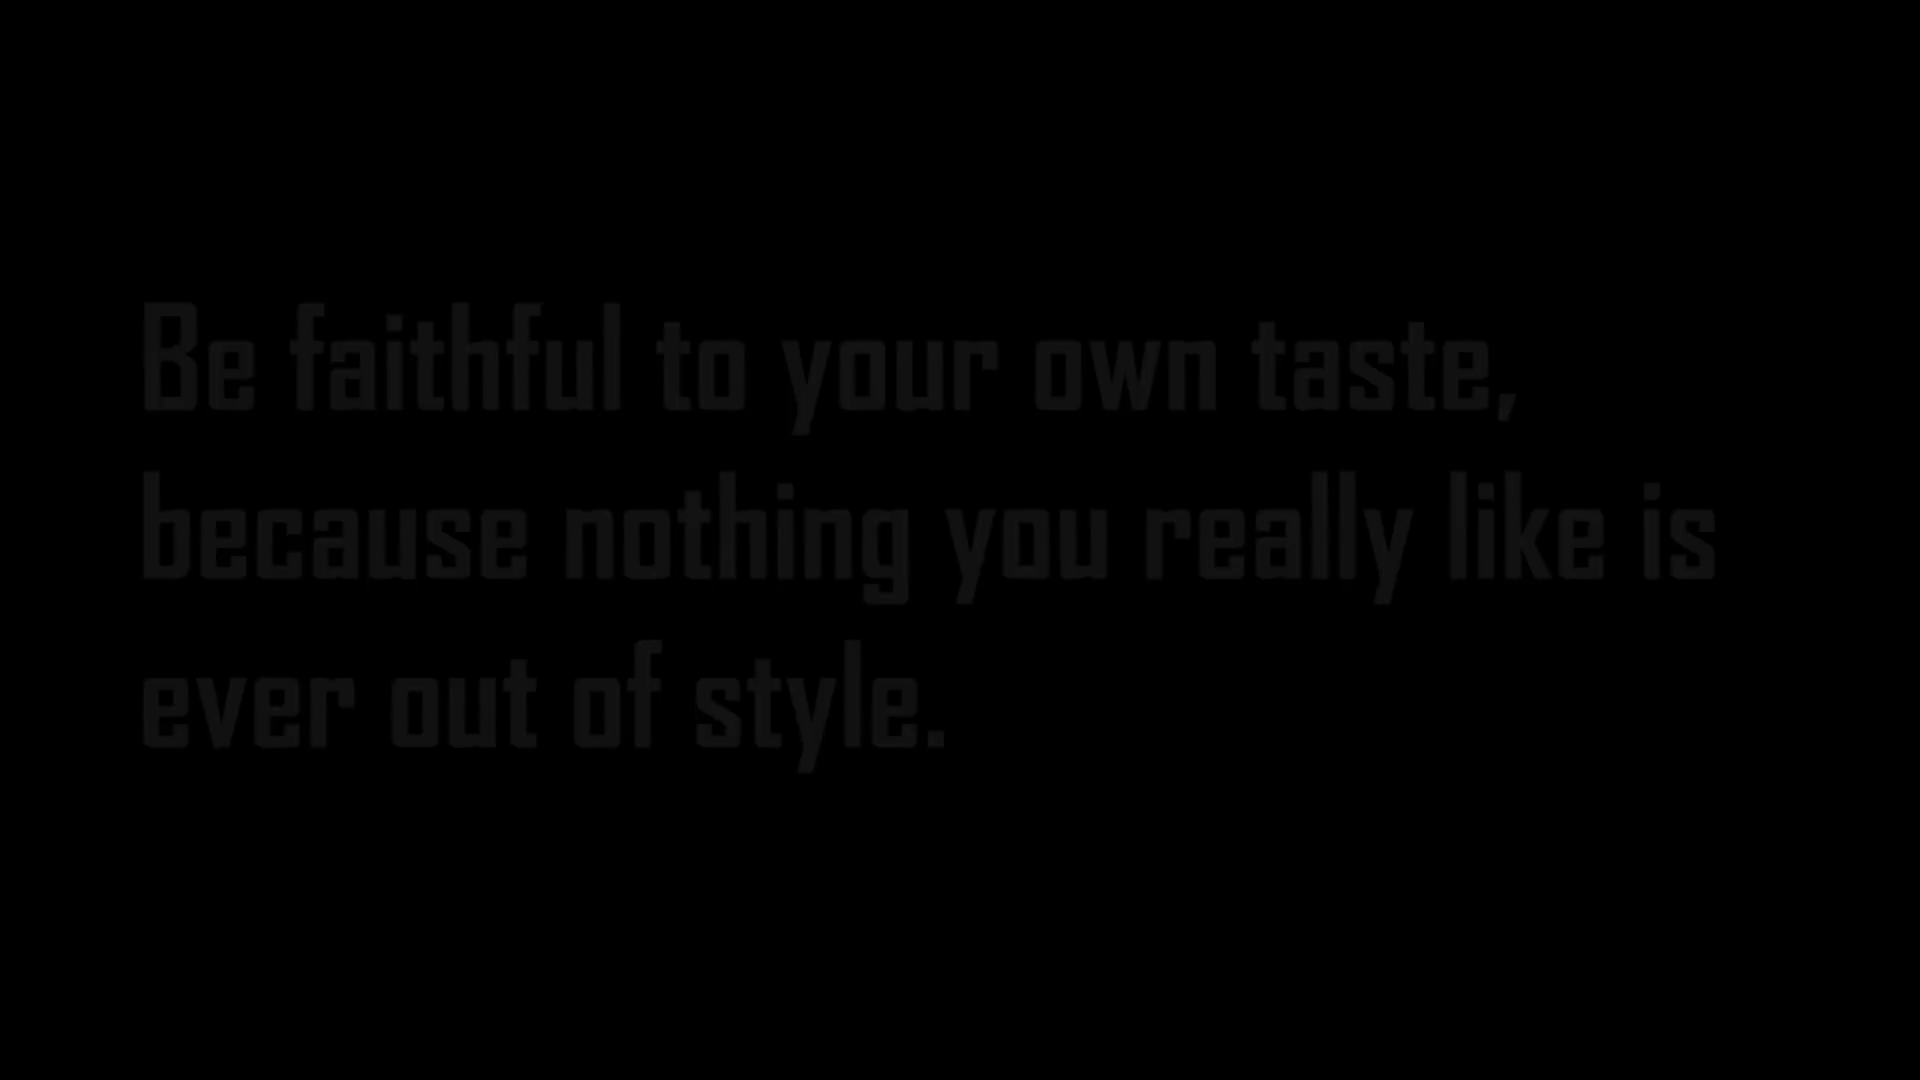 Be faithful to your own taste,
because nothing you really like is
ever out of style.